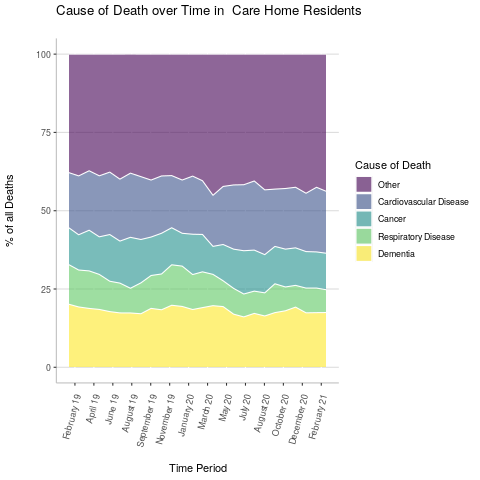 Cause of Death over Time in  Care Home Residents
% of all Deaths
100
75
50
25
0
February 19
April 19
June 19
August 19
September 19
November 19
January 20
March 20
May 20
July 20
August 20
October 20
December 20
February 21
Time Period
Cause of Death
Other
Cardiovascular Disease
Cancer
Respiratory Disease
Dementia